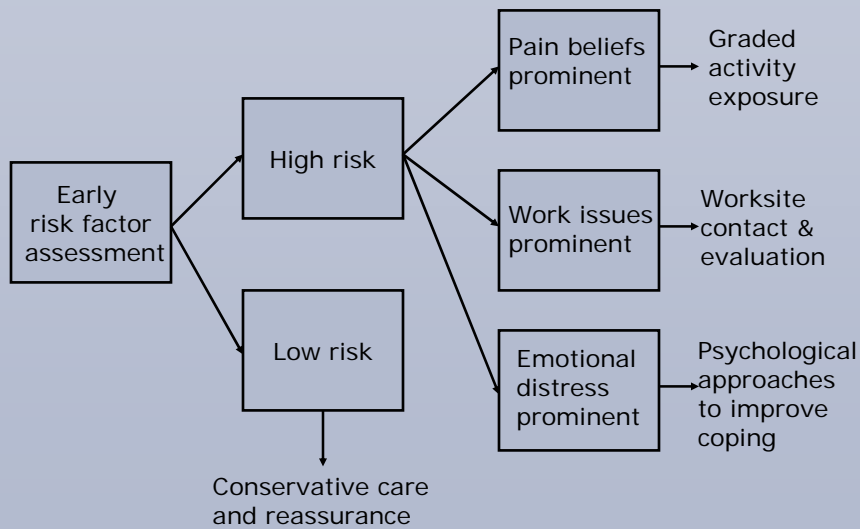 Early
risk factor
assessment
High risk
Low risk
Conservative care
and reassurance
Pain beliefs
prominent
Graded
activity
exposure
Work issues
prominent
Worksite
contact &
evaluation
Emotional
distress
prominent
Psychological
approaches
to improve
coping